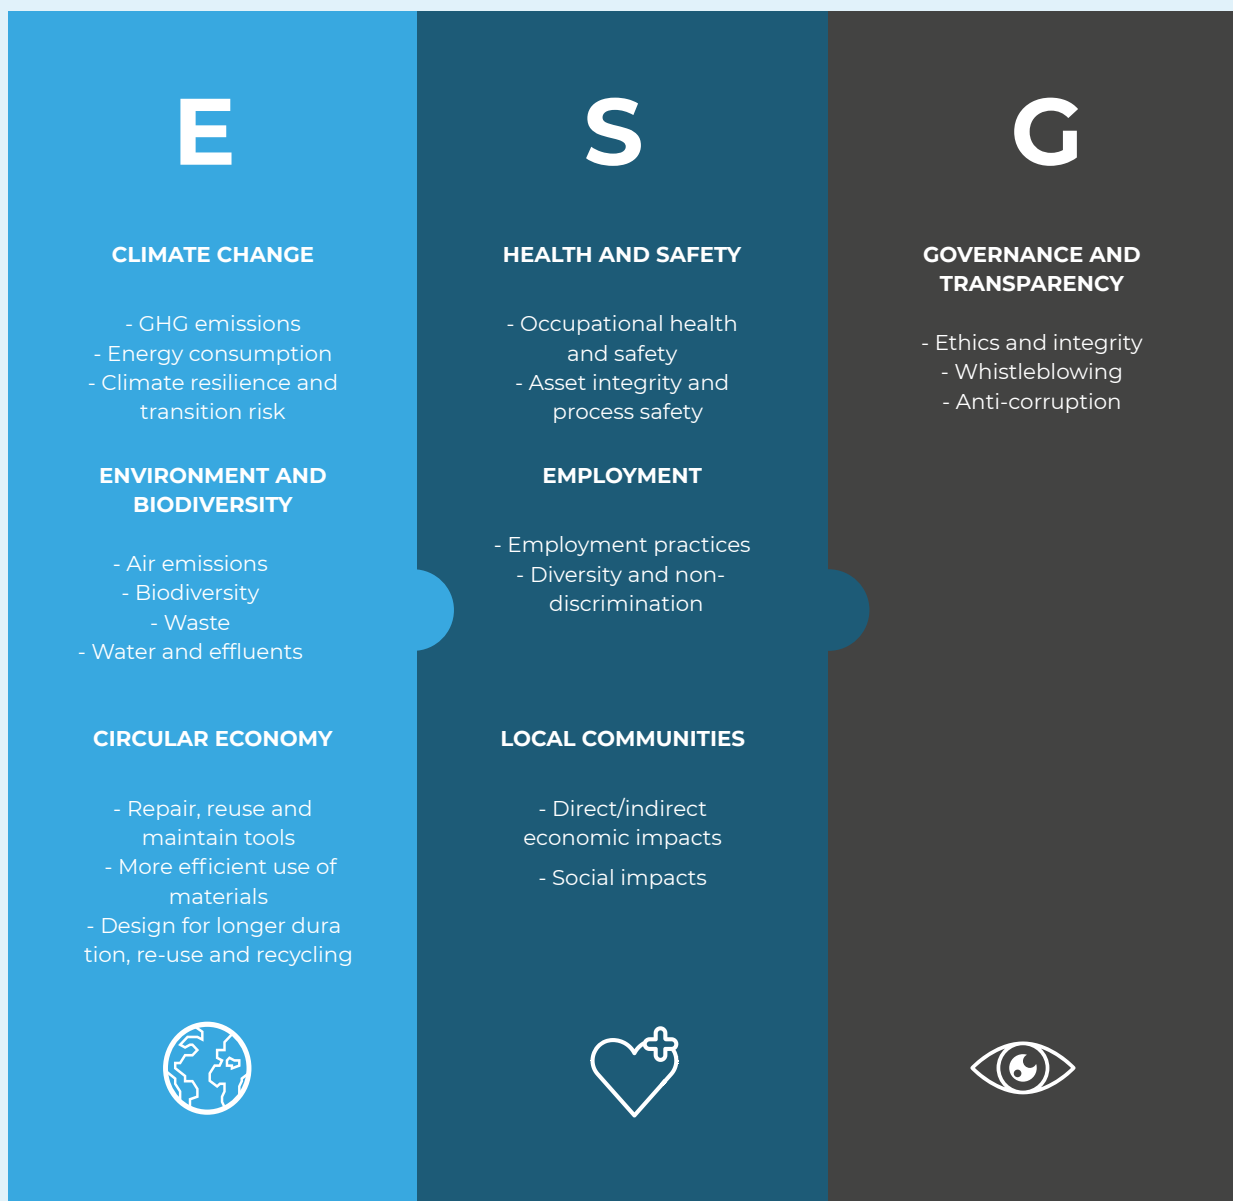 E
CLIMATE CHANGE
- GHG emissions
- Energy consumption
- Climate resilience and
transition risk
ENVIRONMENT AND
BIODIVERSITY
- Air emissions
- Biodiversity
- Waste
- Water and effluents
CIRCULAR ECONOMY
- Repair, reuse and
maintain tools
- More efficient use of
materials
- Design for longer dura
tion, re-use and recycling
S
HEALTH AND SAFETY
- Occupational health
and safety
- Asset integrity and
process safety
EMPLOYMENT
- Employment practices
- Diversity and non-
discrimination
LOCAL COMMUNITIES
- Direct/indirect
economic impacts
- Social impacts
G
GOVERNANCE AND
TRANSPARENCY
- Ethics and integrity
- Whistleblowing
- Anti-corruption